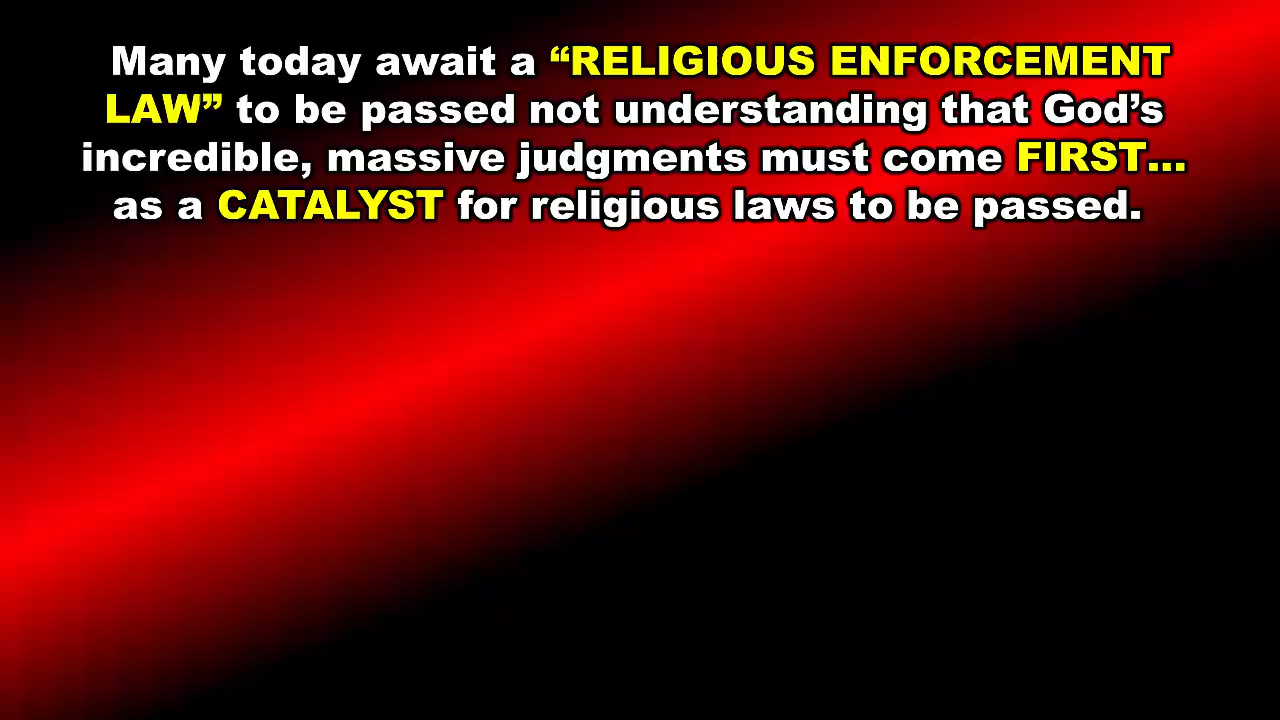 Many today await a “RELIGIOUS ENFORCEMENT
LAW” to be passed not understanding that God’s
incredible, massive judgments must come FIRST...
as a CATALYST for religious laws to be passed.